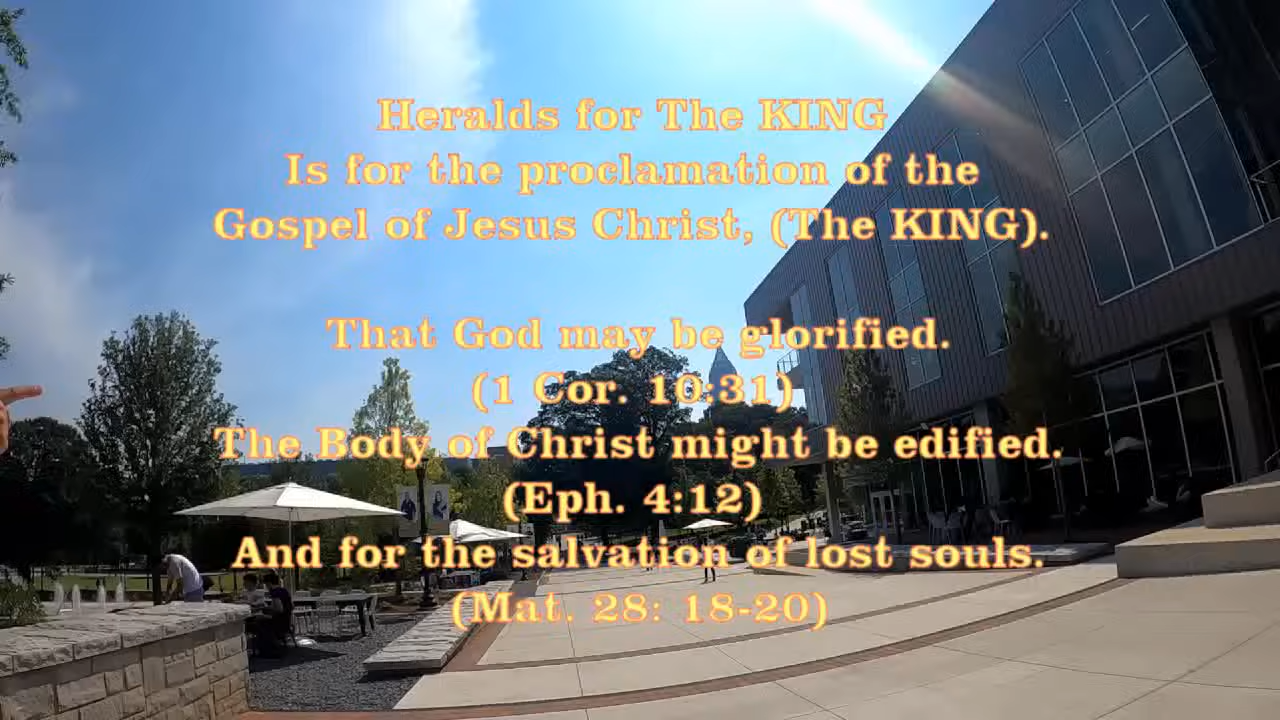 Heralds for The KING
Is for the proclamation of the
Gospel of Jesus Christ, (The KING).
That God may be glorified.
(1 Cor. 10:31)
The Body of Christ might be edified.
(Eph. 4:12)
And for the salvation of lost souls.
(Mat. 28: 18-20)